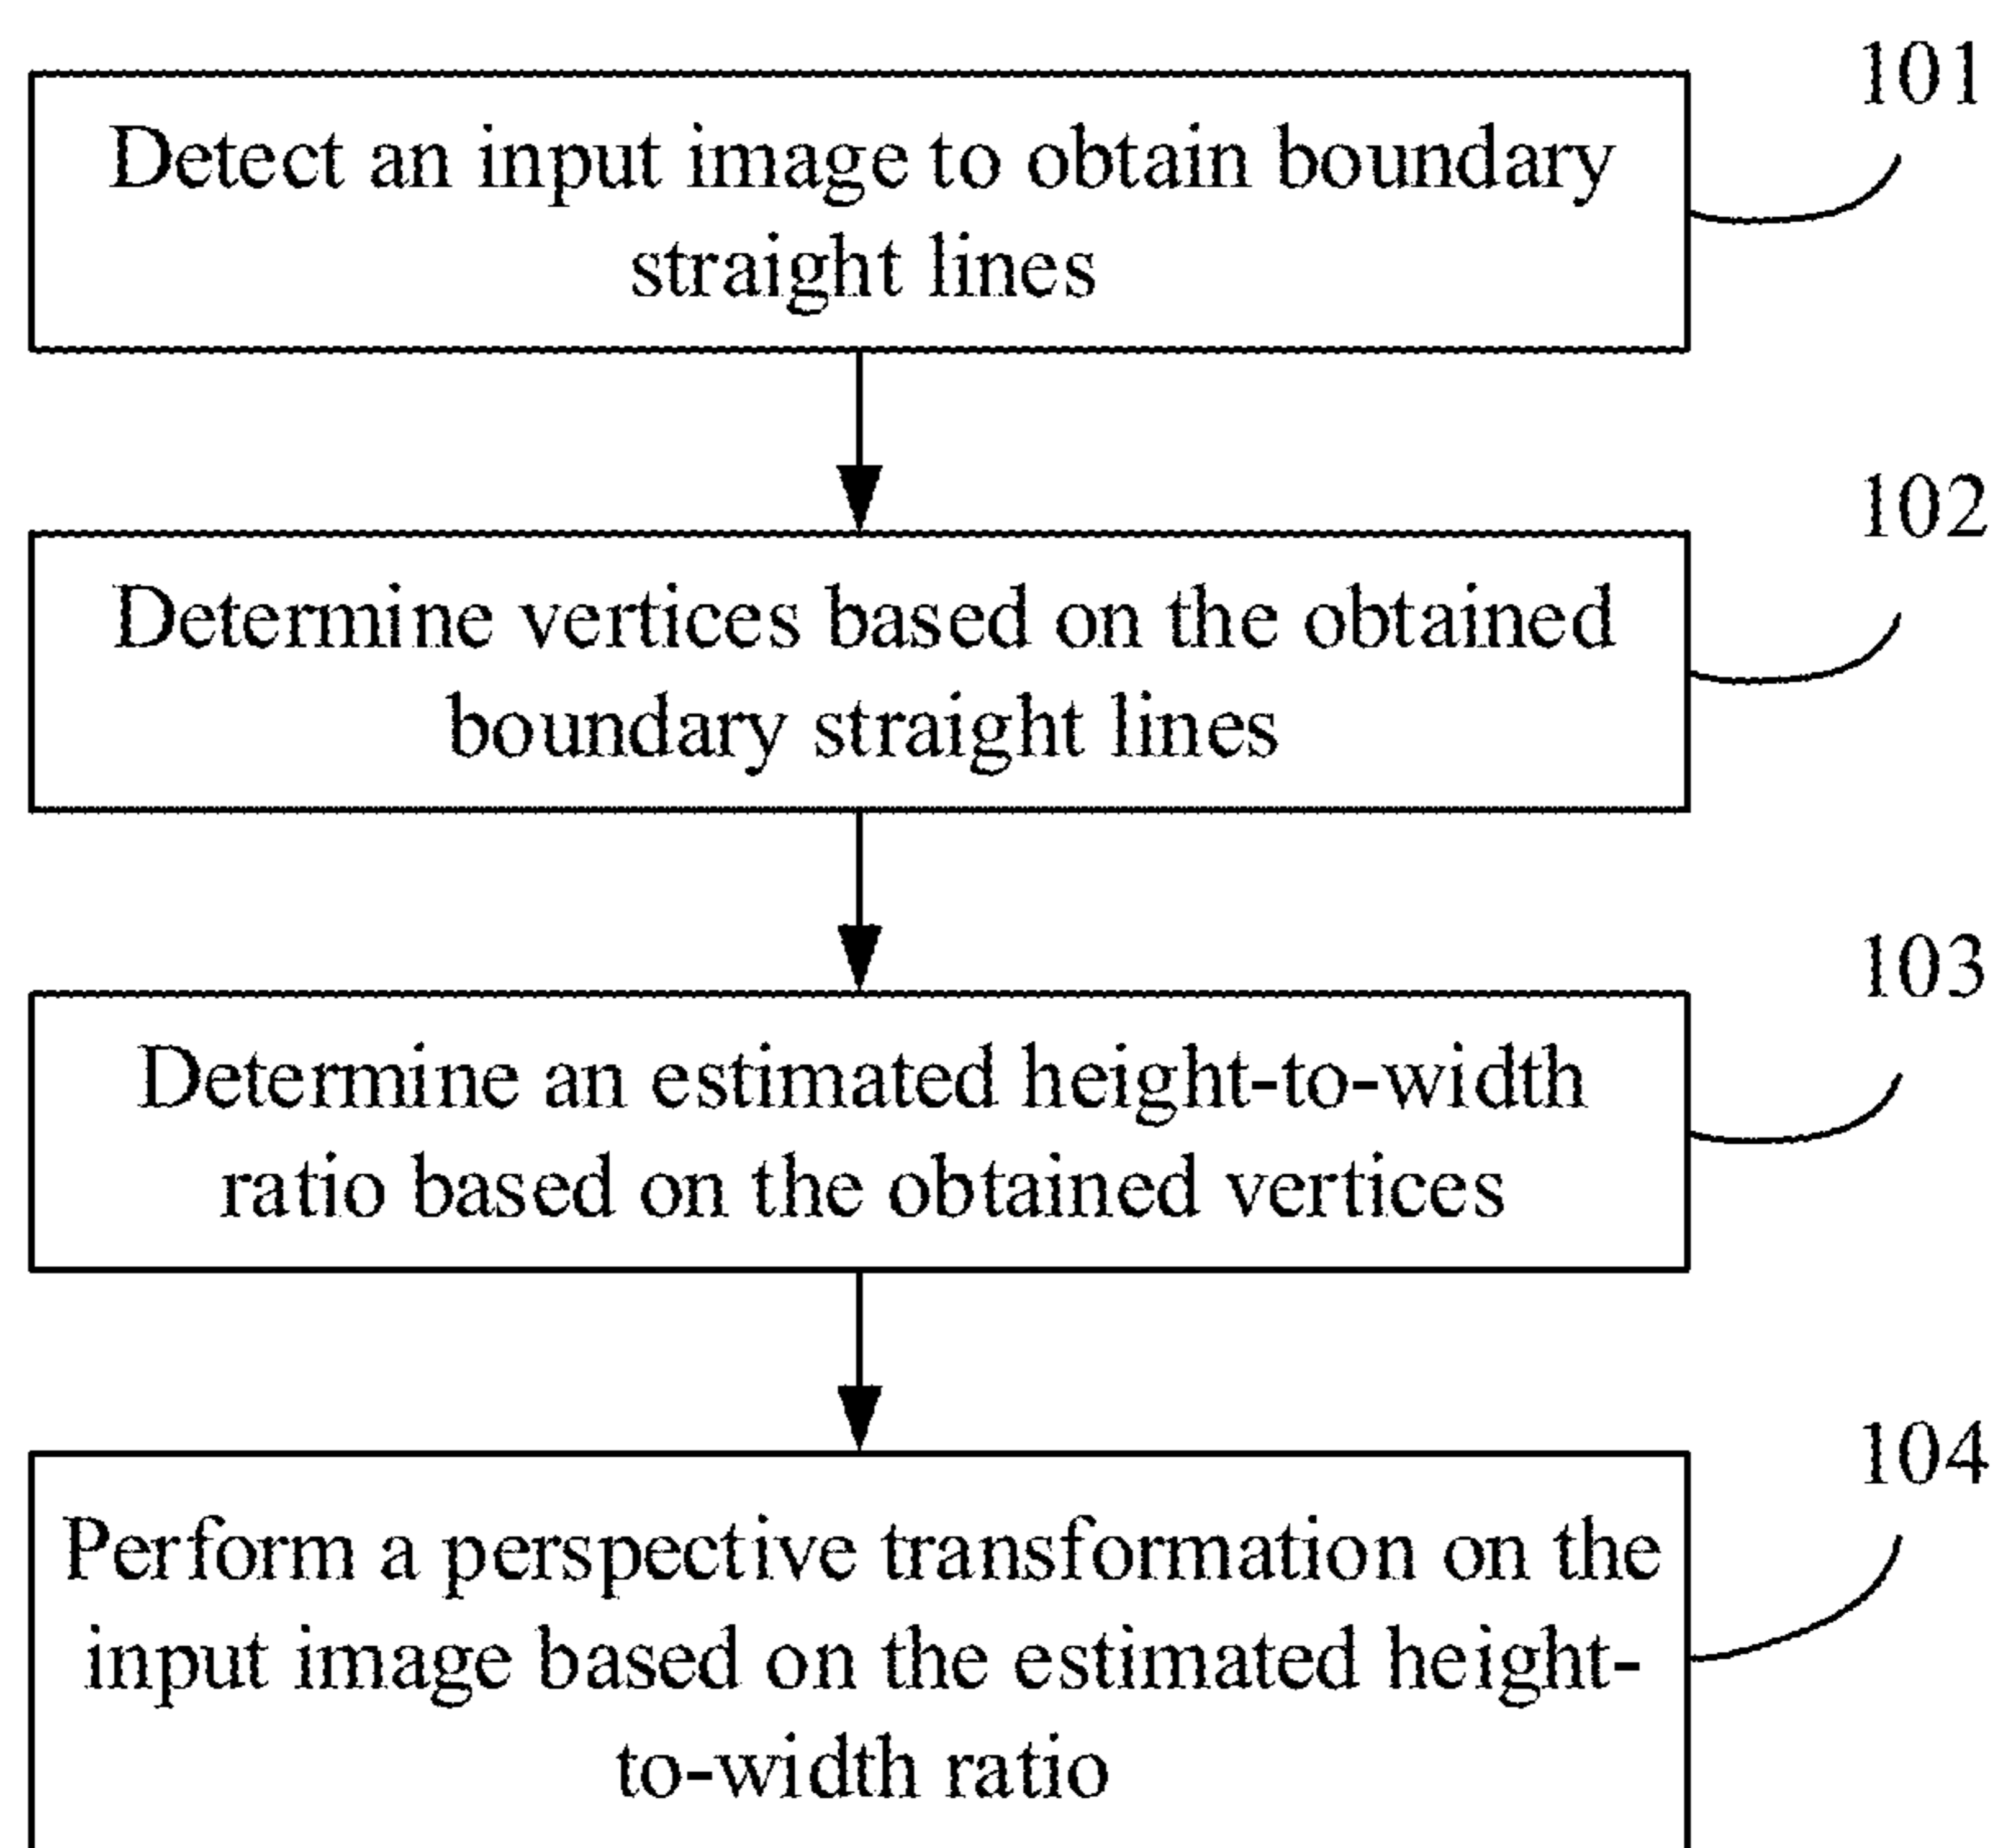 101
Detect an input image to obtain boundary
straight lines
102
Determine vertices based on the obtained
boundary straight lines
103
Determine an estimated height-to-width
ratio based on the obtained vertices
104
Perform a perspective transformation on the
input image based on the estimated height-
to-width ratio